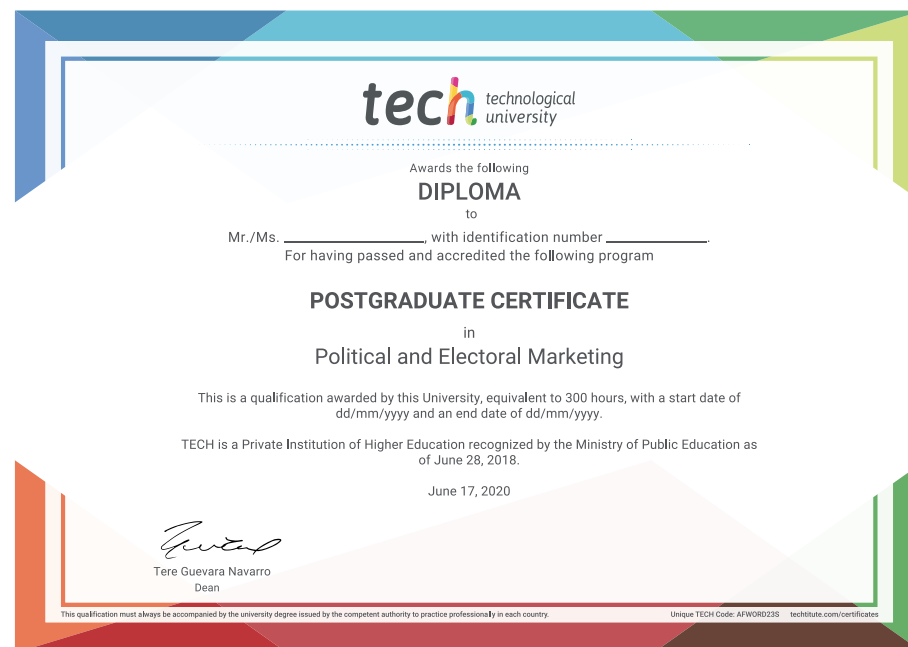 tech technological
university
Awards the following
DIPLOMA
to
Mr./Ms. ____________________, with identification number ______________.
For having passed and accredited the following program
POSTGRADUATE CERTIFICATE
in
Political and Electoral Marketing
This is a qualification awarded by this University, equivalent to 300 hours, with a start date of
dd/mm/yyyy and an end date of dd/mm/yyyy.
TECH is a Private Institution of Higher Education recognized by the Ministry of Public Education as
of June 28, 2018.
June 17, 2020
Tere Guevara Navarro
Dean
This qualification must always be accompanied by the university degree issued by the competent authority to practice professionally in each country. Unique TECH Code: AFWORD23S techtitute.com/certificates